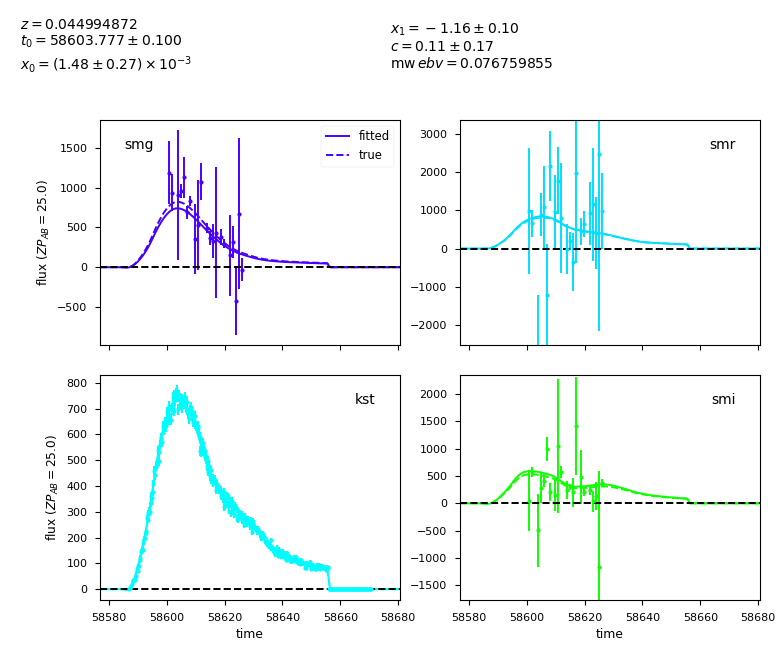 z = 0.044994872
t0 = 58603.777 ± 0.100
x0 = (1.48 ± 0.27) × 10^−3
x1 = −1.16 ± 0.10
c = 0.11 ± 0.17
mw ebv = 0.076759855
smg
fitted
true
1500
1000
500
0
−500
flux (ZP_AB = 25.0)
smr
3000
2000
1000
0
−1000
−2000
kst
800
700
600
500
400
300
200
100
0
flux (ZP_AB = 25.0)
58580 58600 58620 58640 58660 58680
time
smi
2000
1500
1000
500
0
−500
−1000
−1500
58580 58600 58620 58640 58660 58680
time